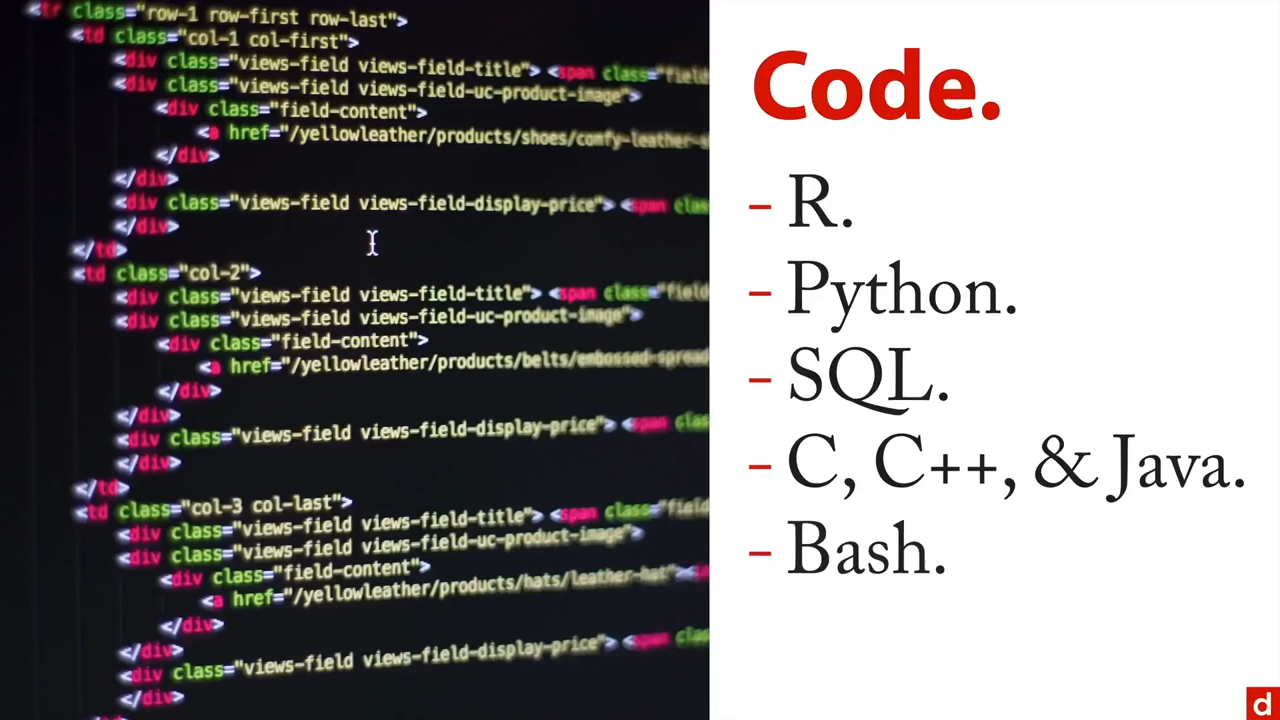 <tr class="row-1 row-first row-last">
<td class="col-1 col-first">
<div class="views-field views-field-title"> <span class="field
<div class="views-field views-field-uc-product-image">
<div class="field-content">
<a href="/yellowleather/products/shoes/comfy-leather-s
</div>
</div>
<div class="views-field views-field-display-price"> <span clas
</div>
</td>
<td class="col-2">
<div class="views-field views-field-title"> <span class="field
<div class="views-field views-field-uc-product-image">
<div class="field-content">
<a href="/yellowleather/products/belts/embossed-spread
</div>
</div>
<div class="views-field views-field-display-price"> <span clas
</div>
</td>
<td class="col-3 col-last">
<div class="views-field views-field-title"> <span class="field
<div class="views-field views-field-uc-product-image">
<div class="field-content">
<a href="/yellowleather/products/hats/leather-hat"><i
</div>
</div>
<div class="views-field views-field-display-price"> <span clas
</div>
Code.
– R.
– Python.
– SQL.
– C, C++, & Java.
– Bash.
d